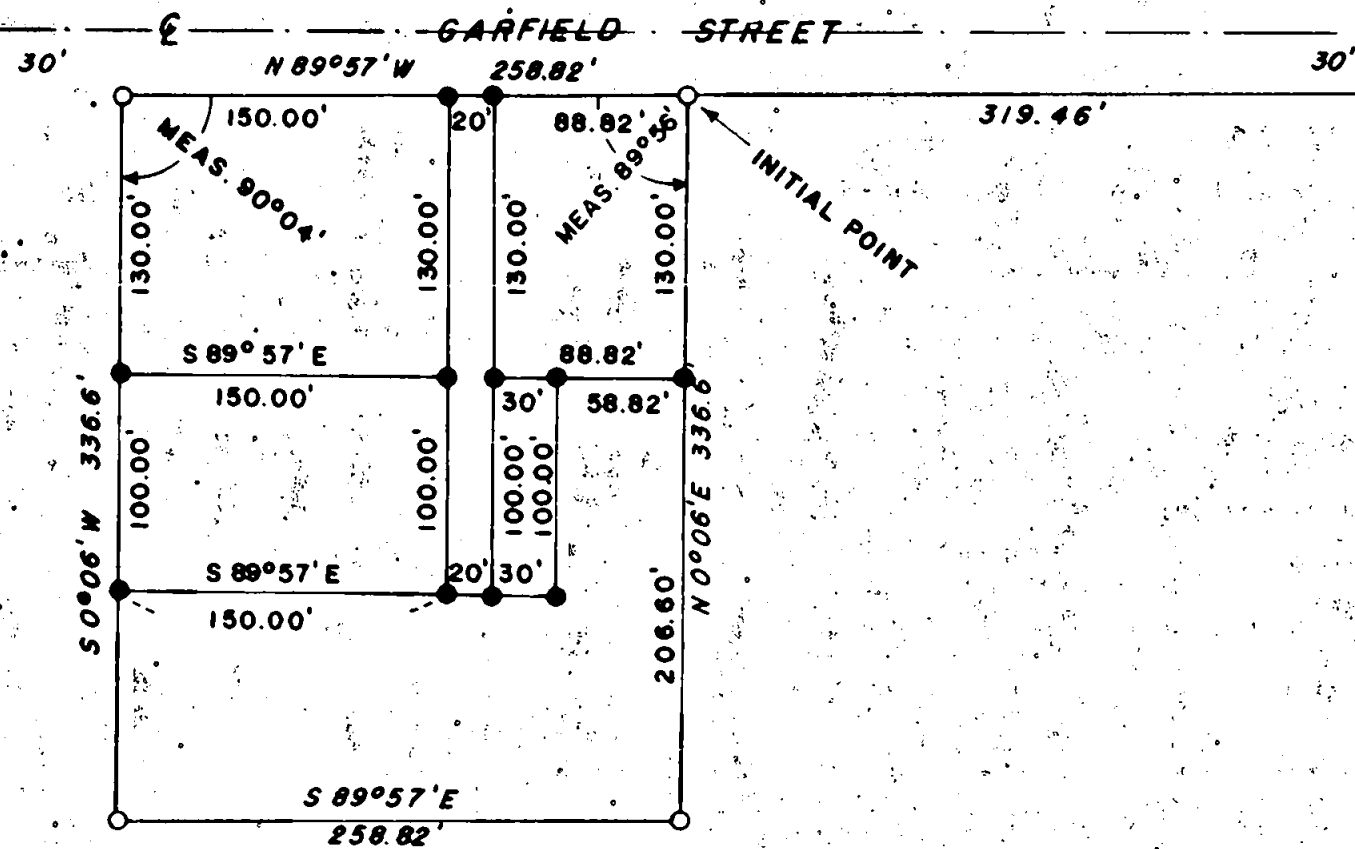 ℄ GARFIELD STREET
30' N 89°57' W 258.82' 30'
150.00' 20' 88.82' 319.46'
MEAS. 90°04'
MEAS. 89°56'
INITIAL POINT
130.00' 130.00' 130.00' 130.00'
S 89°57' E 88.82'
150.00' 30' 58.82'
S 0°06' W 336.6'
N 0°06' E 336.6'
100.00' 100.00' 100.00' 100.00'
S 89°57' E 20' 30'
150.00'
206.60'
S 89°57' E
258.82'